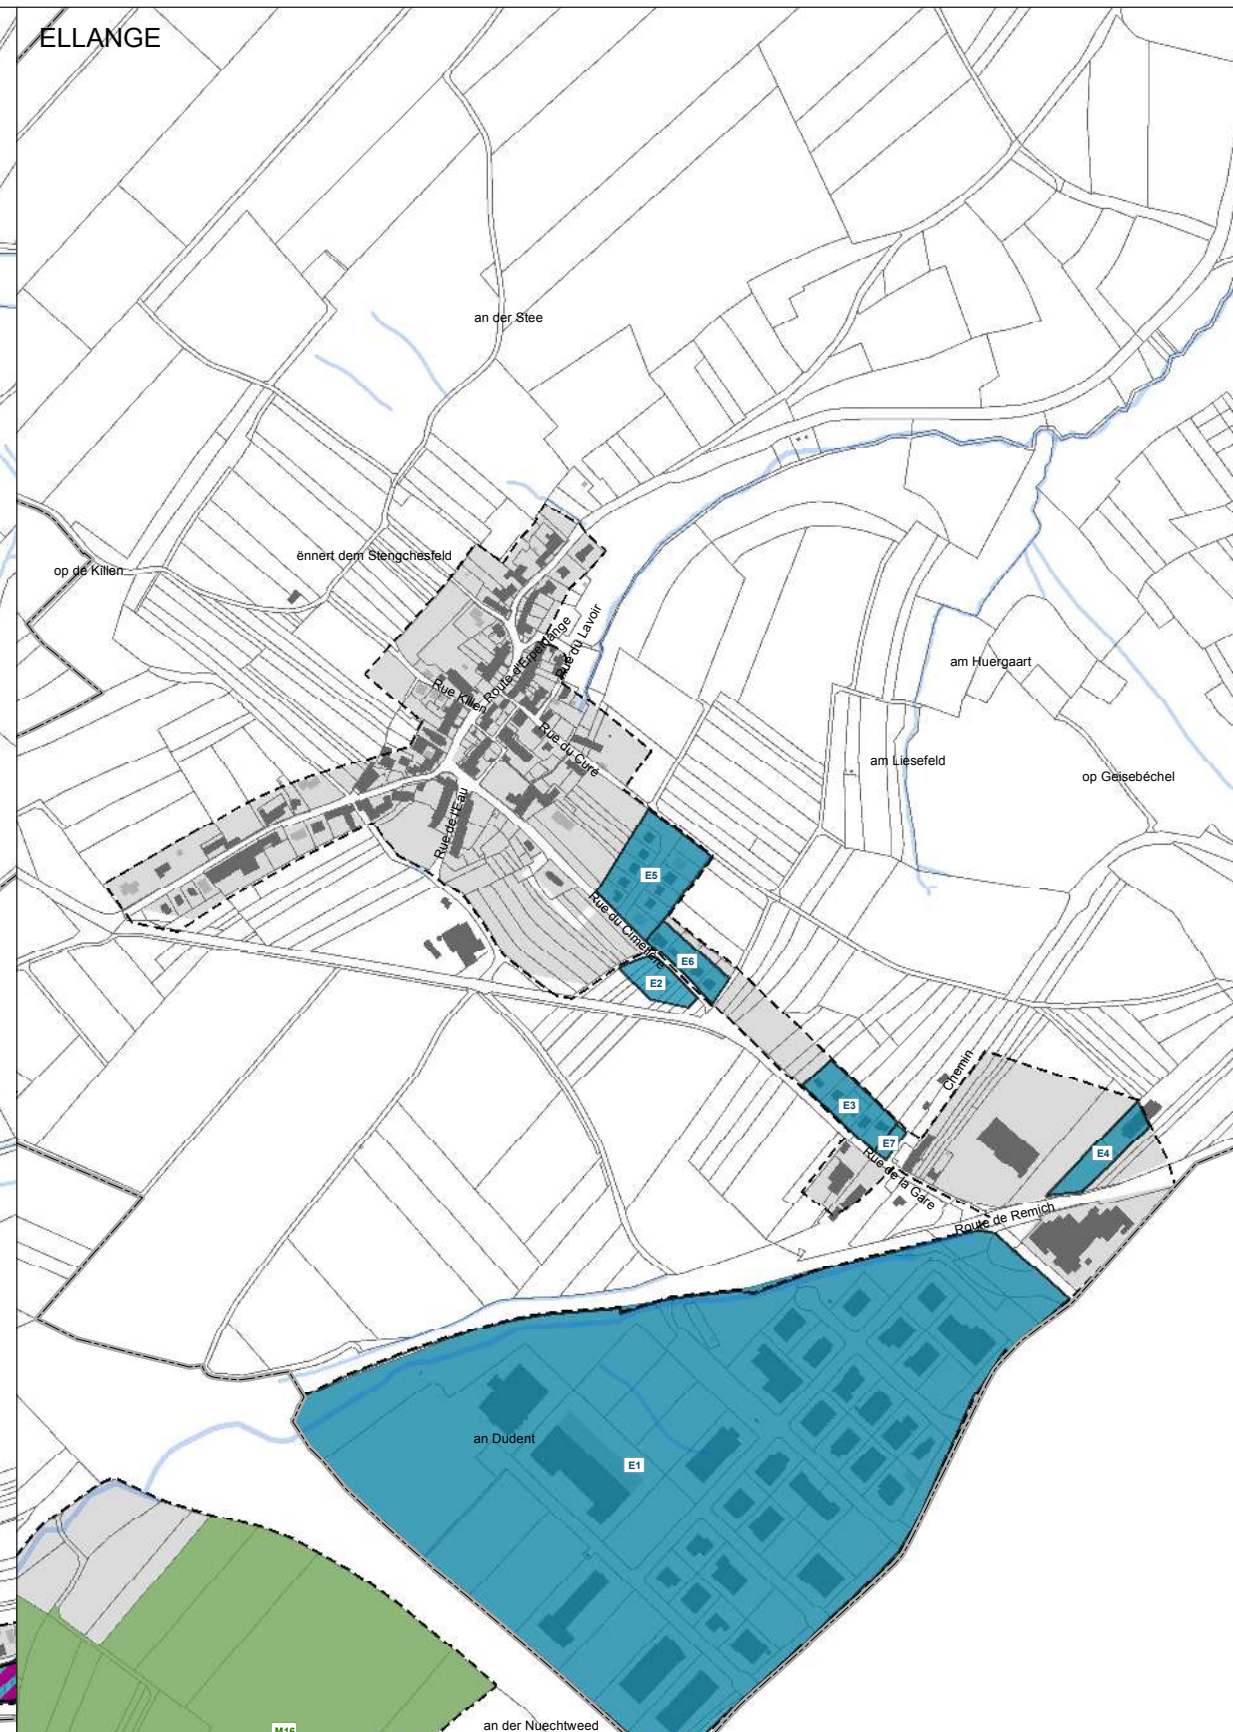 ELLANGE
an der Stee
ënnert dem Stengchesfeld
op de Killen
Rue du Lavoir
Route d'Erpeldange
Rue Killen
am Huergaart
Rue du Curé
am Liesefeld
op Geisebéchel
Rue de l'Eau
E5
Rue du Cimetière
E6
E2
Chemin
E3
E7
E4
Rue de la Gare
Route de Remich
an Dudent
E1
M16
an der Nuechtweed